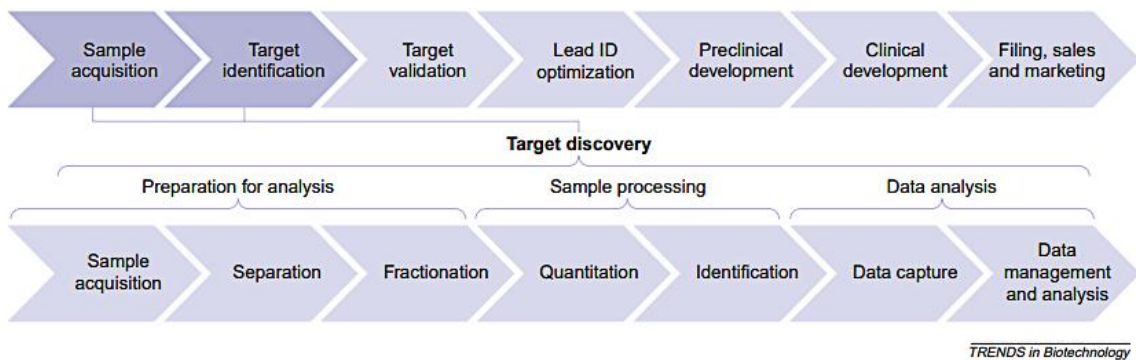 Sample
acquisition
Target
identification
Target
validation
Lead ID
optimization
Preclinical
development
Clinical
development
Filing, sales
and marketing
Target discovery
Preparation for analysis
Sample processing
Data analysis
Sample
acquisition
Separation
Fractionation
Quantitation
Identification
Data capture
Data
management
and analysis
TRENDS in Biotechnology